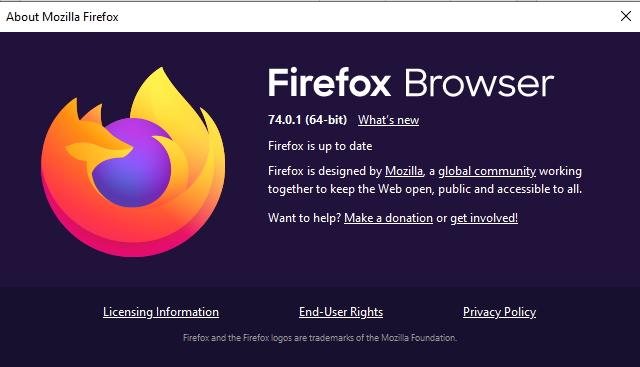 About Mozilla Firefox
Firefox Browser
74.0.1 (64-bit) What's new
Firefox is up to date
Firefox is designed by Mozilla, a global community working
together to keep the Web open, public and accessible to all.
Want to help? Make a donation or get involved!
Licensing Information End-User Rights Privacy Policy
Firefox and the Firefox logos are trademarks of the Mozilla Foundation.